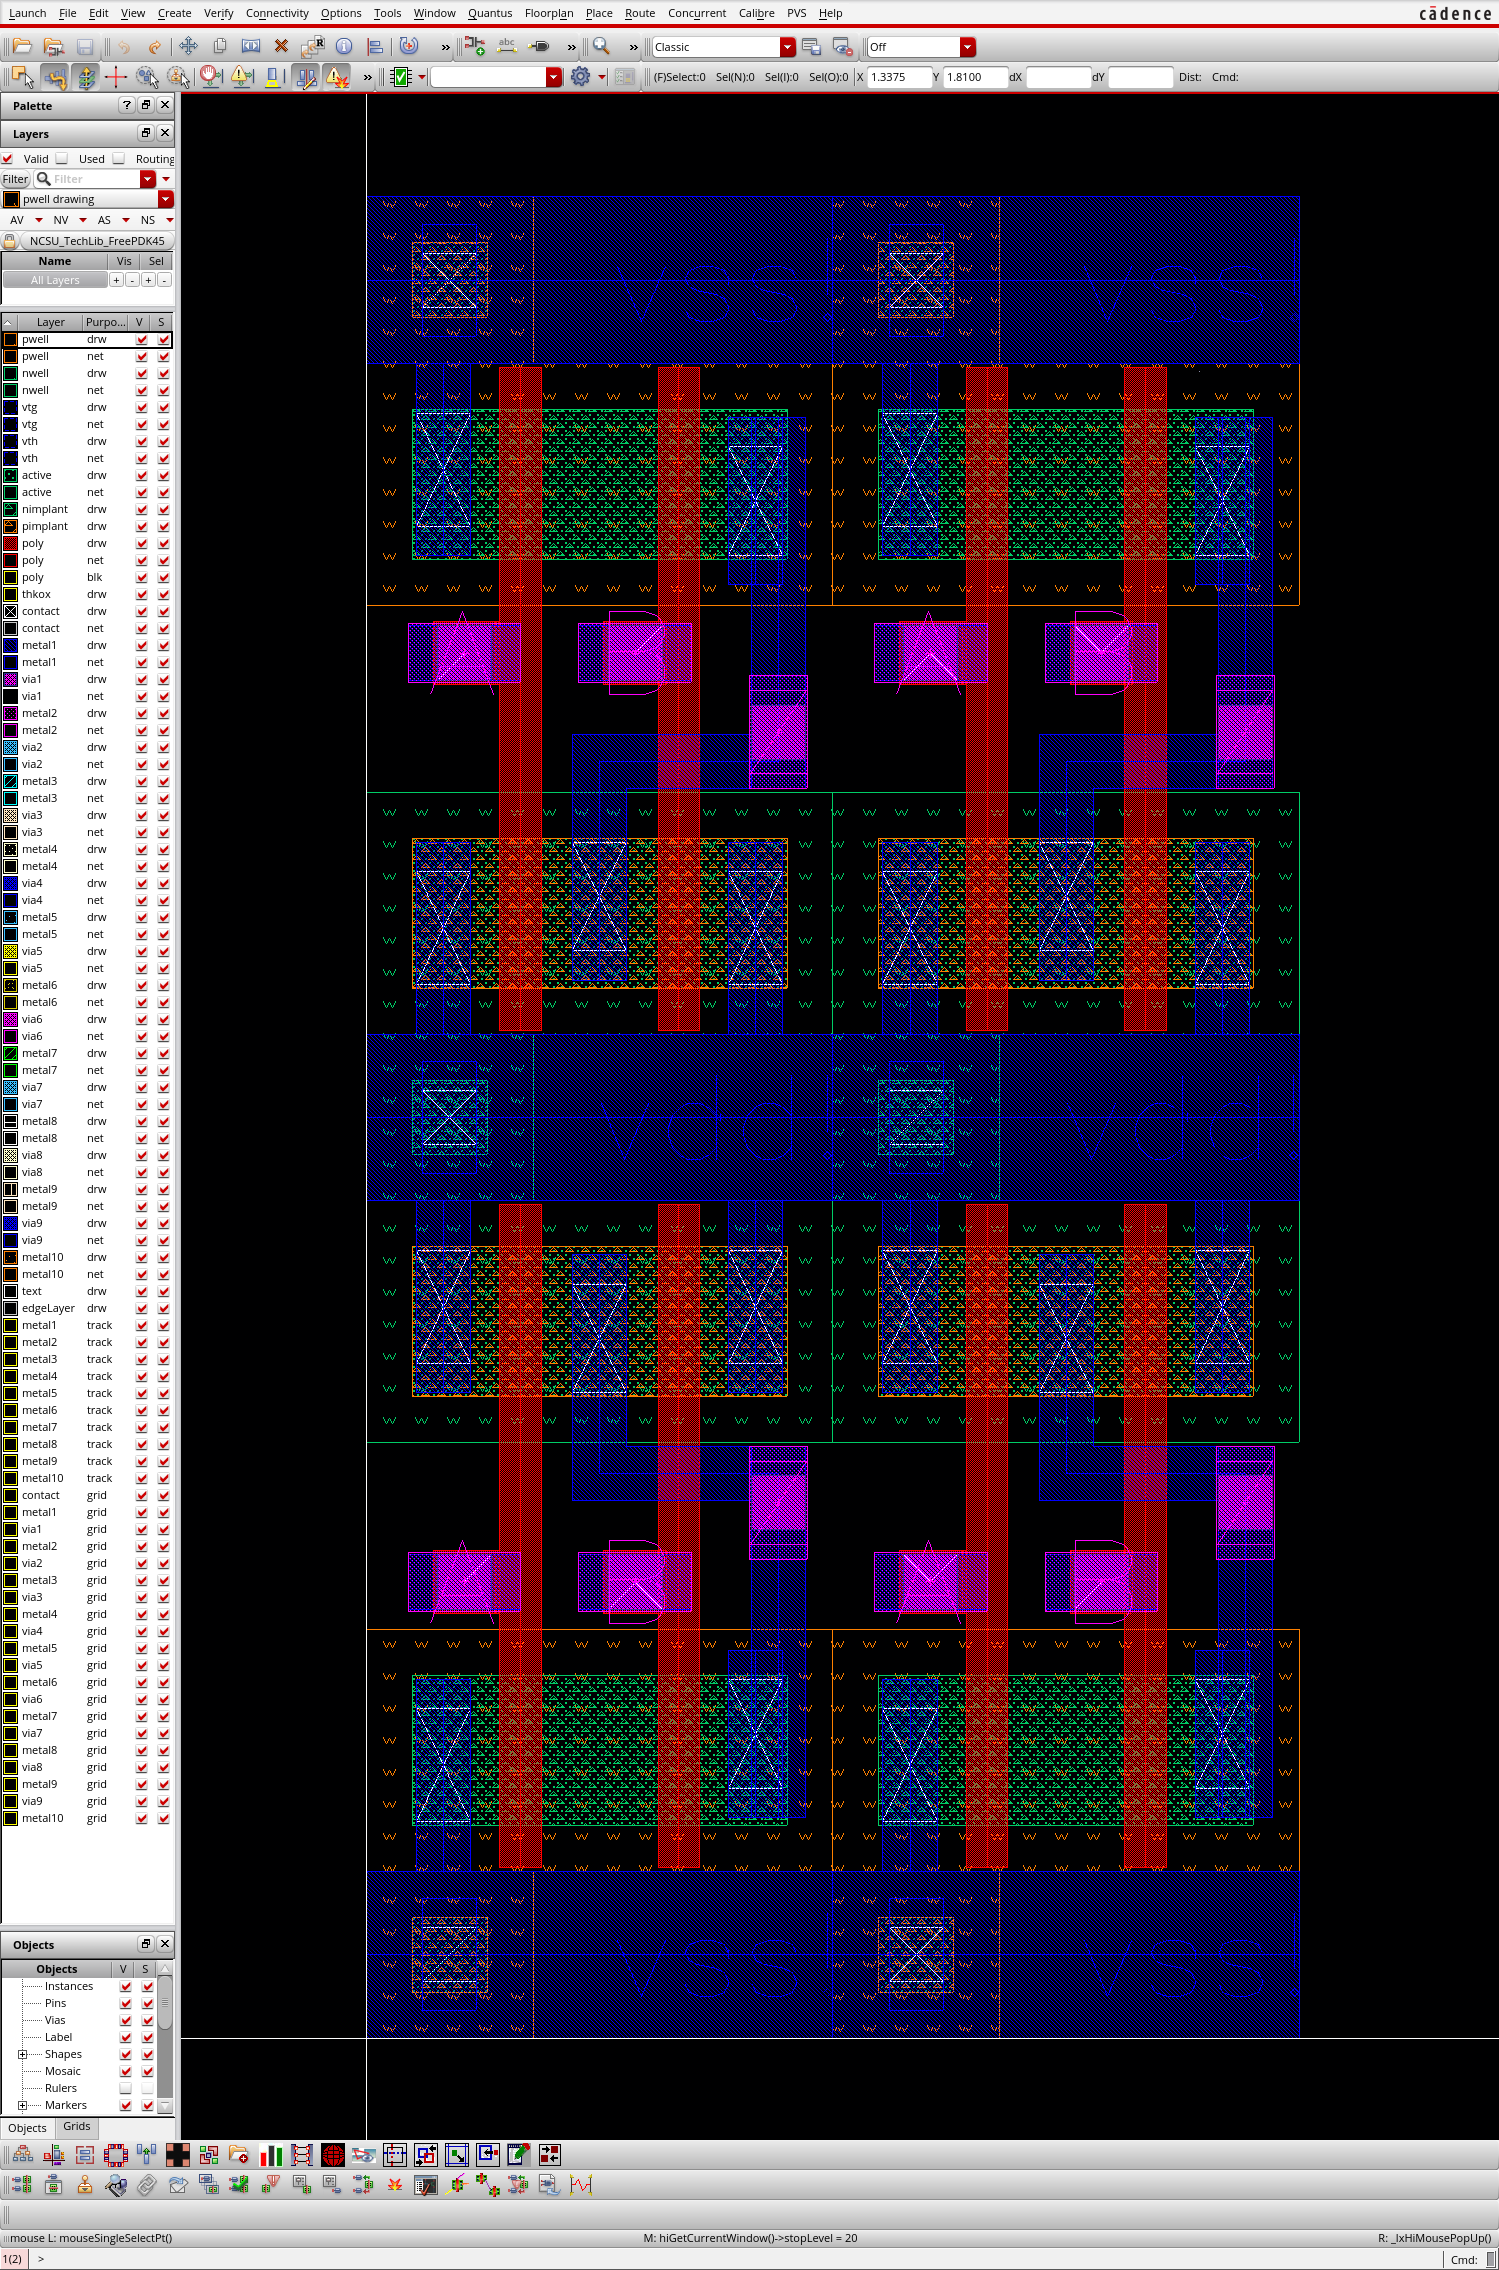 Launch File Edit View Create Verify Connectivity Options Tools Window Quantus Floorplan Place Route Concurrent Calibre PVS Help cādence
» abc » » Classic Off
» (F)Select:0 Sel(N):0 Sel(I):0 Sel(O):0 X 1.3375 Y 1.8100 dX dY Dist: Cmd:
Palette
Layers
Valid Used Routing
Filter Filter
pwell drawing
AV NV AS NS
NCSU_TechLib_FreePDK45
Name Vis Sel
All Layers + - + -
Layer Purpo... V S
pwell drw
pwell net
nwell drw
nwell net
vtg drw
vtg net
vth drw
vth net
active drw
active net
nimplant drw
pimplant drw
poly drw
poly net
poly blk
thkox drw
contact drw
contact net
metal1 drw
metal1 net
via1 drw
via1 net
metal2 drw
metal2 net
via2 drw
via2 net
metal3 drw
metal3 net
via3 drw
via3 net
metal4 drw
metal4 net
via4 drw
via4 net
metal5 drw
metal5 net
via5 drw
via5 net
metal6 drw
metal6 net
via6 drw
via6 net
metal7 drw
metal7 net
via7 drw
via7 net
metal8 drw
metal8 net
via8 drw
via8 net
metal9 drw
metal9 net
via9 drw
via9 net
metal10 drw
metal10 net
text drw
edgeLayer drw
metal1 track
metal2 track
metal3 track
metal4 track
metal5 track
metal6 track
metal7 track
metal8 track
metal9 track
metal10 track
contact grid
metal1 grid
via1 grid
metal2 grid
via2 grid
metal3 grid
via3 grid
metal4 grid
via4 grid
metal5 grid
via5 grid
metal6 grid
via6 grid
metal7 grid
via7 grid
metal8 grid
via8 grid
metal9 grid
via9 grid
metal10 grid
Objects
Objects V S
Instances
Pins
Vias
Label
Shapes
Mosaic
Rulers
Markers
Objects Grids
vss! vss!
A B A B
vdd! vdd!
A B A B
vss! vss!
mouse L: mouseSingleSelectPt() M: hiGetCurrentWindow()->stopLevel = 20 R: _lxHiMousePopUp()
1(2) > Cmd: